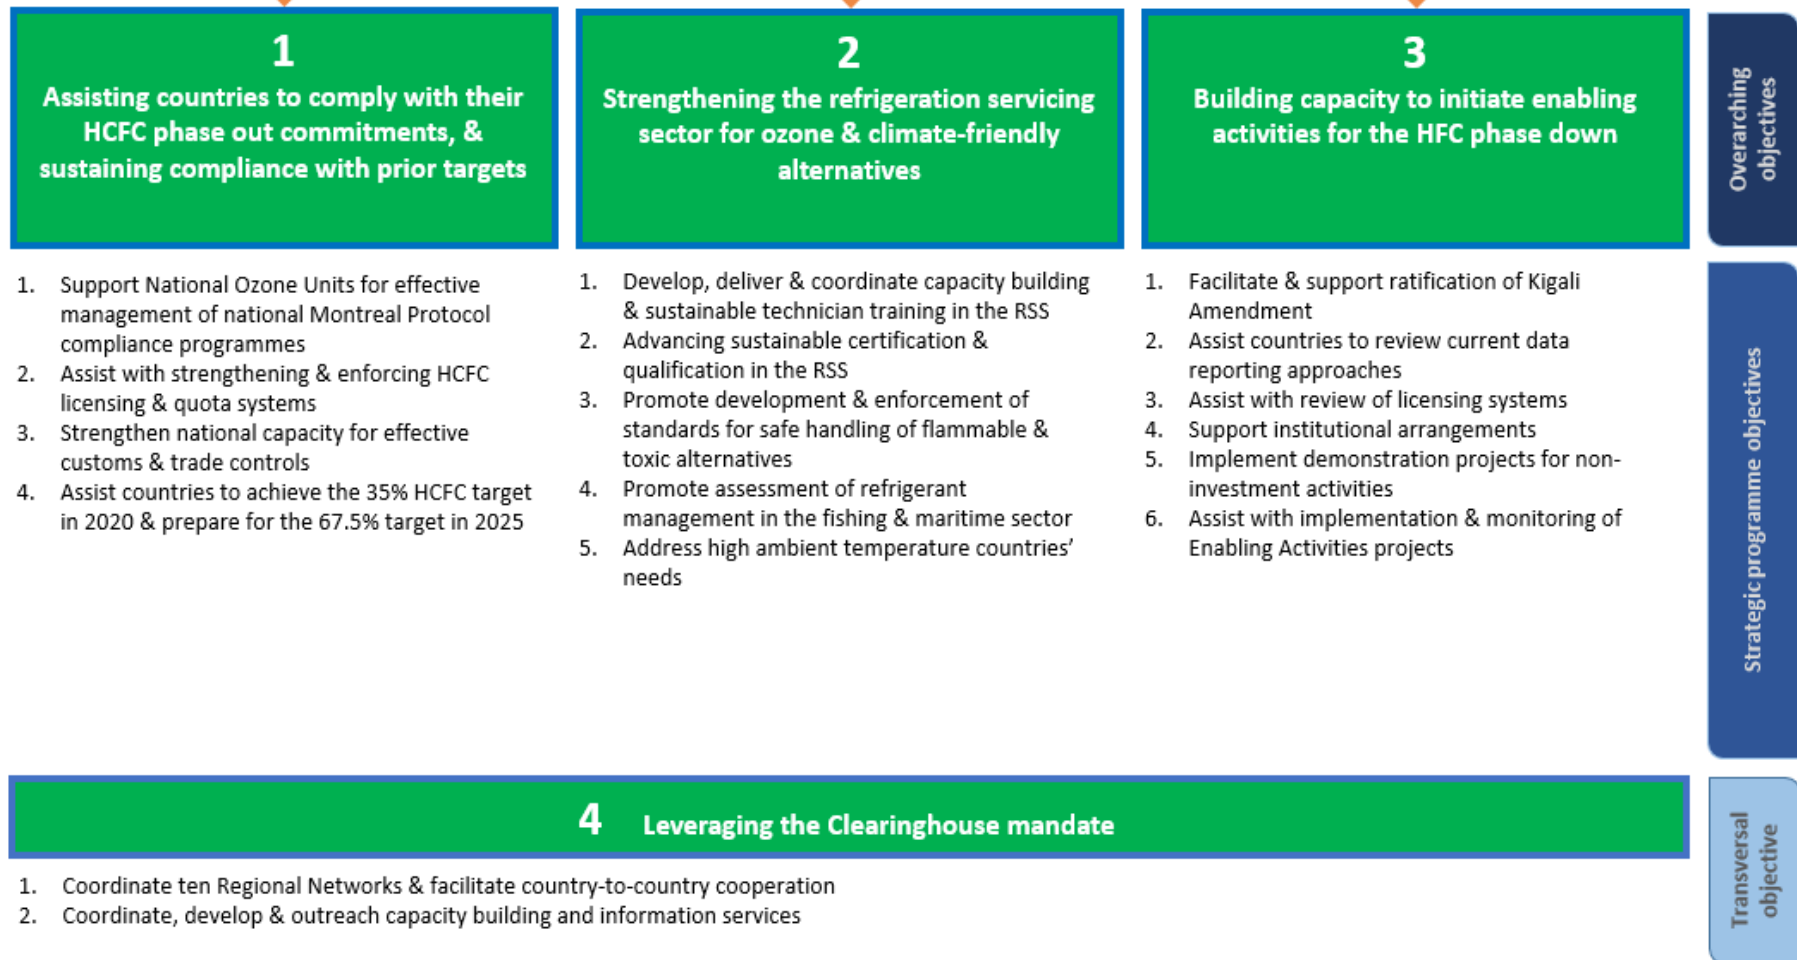 1
Assisting countries to comply with their
HCFC phase out commitments, &
sustaining compliance with prior targets
2
Strengthening the refrigeration servicing
sector for ozone & climate-friendly
alternatives
3
Building capacity to initiate enabling
activities for the HFC phase down
Overarching
objectives
1. Support National Ozone Units for effective
management of national Montreal Protocol
compliance programmes
2. Assist with strengthening & enforcing HCFC
licensing & quota systems
3. Strengthen national capacity for effective
customs & trade controls
4. Assist countries to achieve the 35% HCFC target
in 2020 & prepare for the 67.5% target in 2025
1. Develop, deliver & coordinate capacity building
& sustainable technician training in the RSS
2. Advancing sustainable certification &
qualification in the RSS
3. Promote development & enforcement of
standards for safe handling of flammable &
toxic alternatives
4. Promote assessment of refrigerant
management in the fishing & maritime sector
5. Address high ambient temperature countries’
needs
1. Facilitate & support ratification of Kigali
Amendment
2. Assist countries to review current data
reporting approaches
3. Assist with review of licensing systems
4. Support institutional arrangements
5. Implement demonstration projects for non-
investment activities
6. Assist with implementation & monitoring of
Enabling Activities projects
Strategic programme objectives
4 Leveraging the Clearinghouse mandate
1. Coordinate ten Regional Networks & facilitate country-to-country cooperation
2. Coordinate, develop & outreach capacity building and information services
Transversal
objective